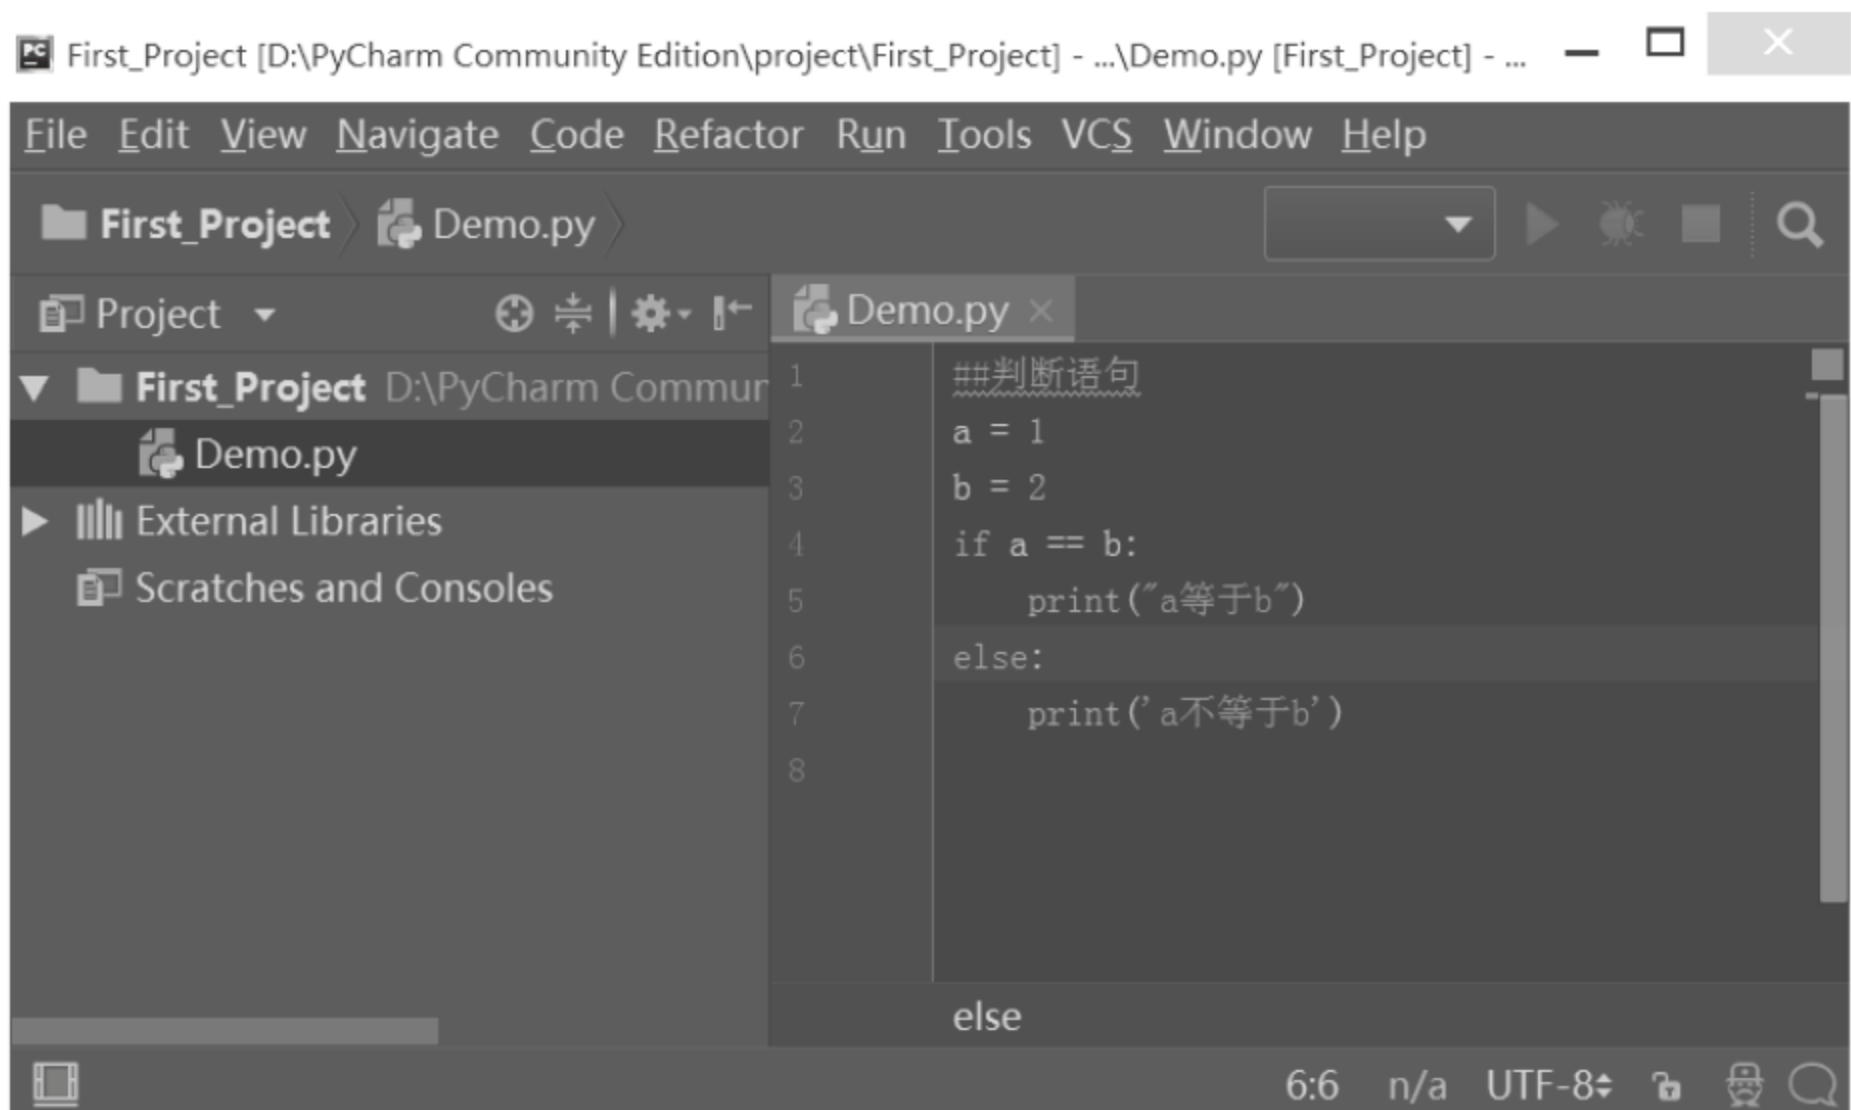 PC First_Project [D:\PyCharm Community Edition\project\First_Project] - ...\Demo.py [First_Project] - ...
File Edit View Navigate Code Refactor Run Tools VCS Window Help
First_Project Demo.py
Project
Demo.py
First_Project D:\PyCharm Commun
Demo.py
External Libraries
Scratches and Consoles
1 ##判断语句
2 a = 1
3 b = 2
4 if a == b:
5 print("a等于b")
6 else:
7 print('a不等于b')
8
else
6:6 n/a UTF-8